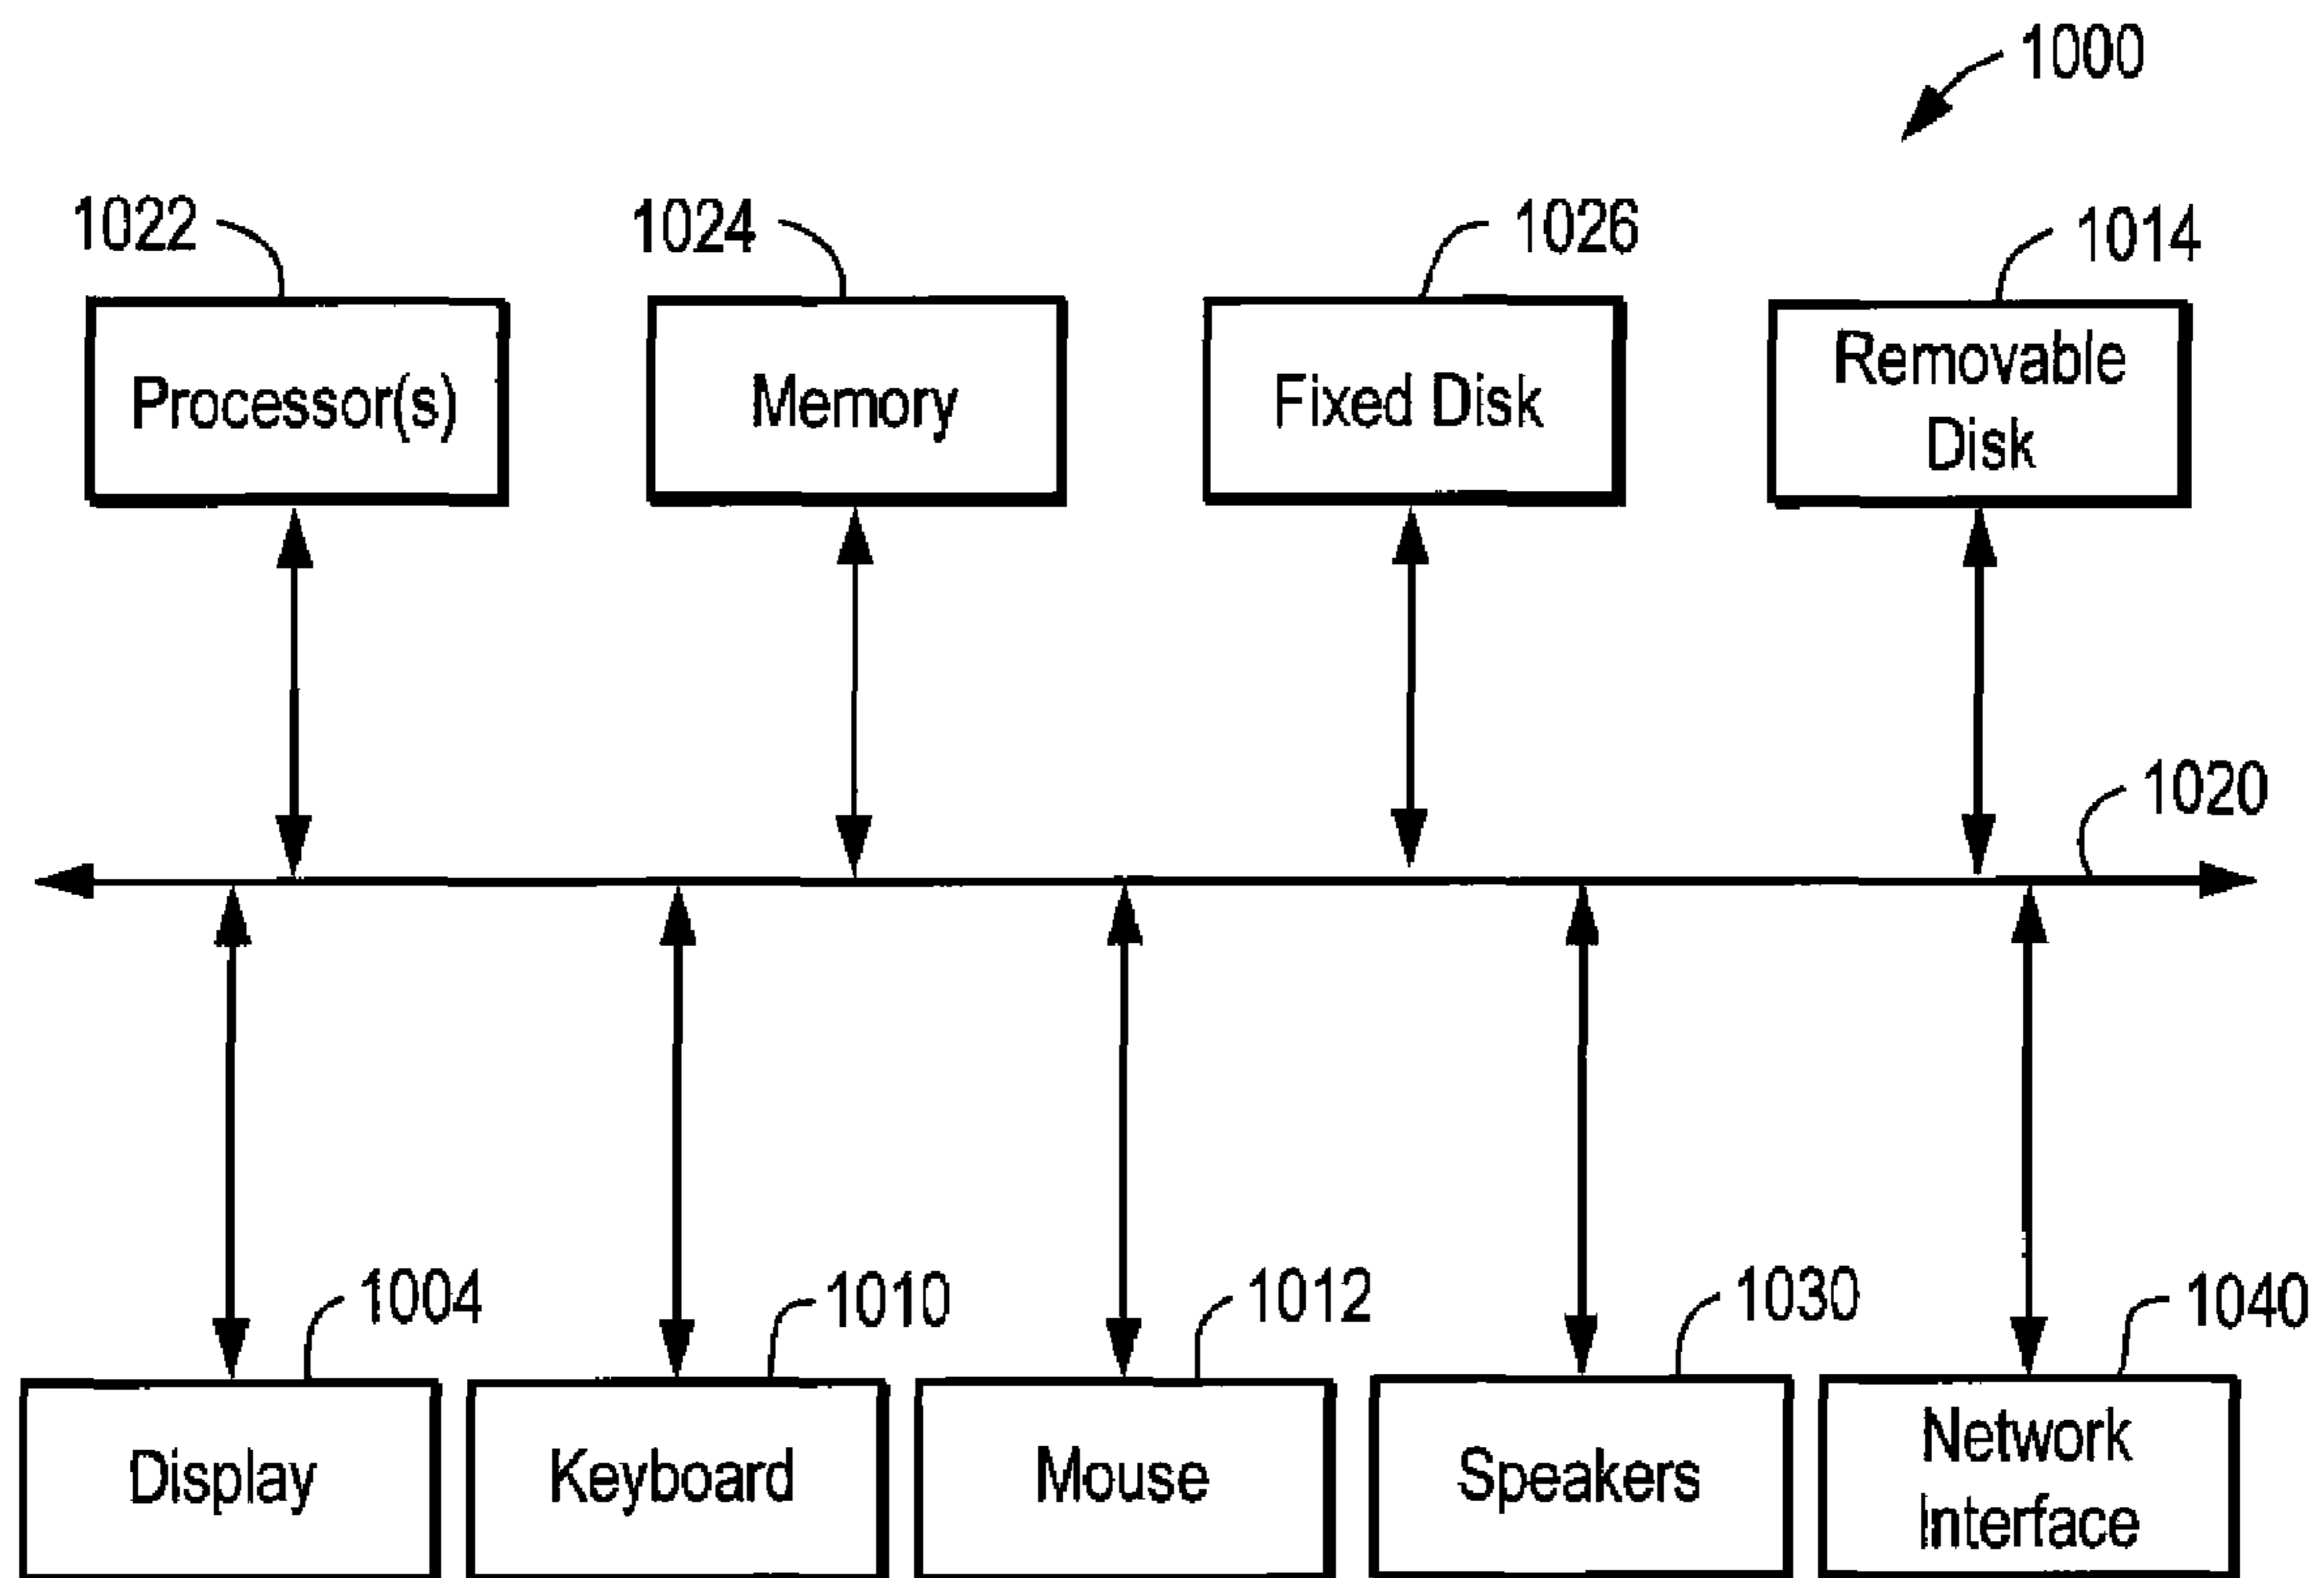 1000
1022
1024
1026
1014
Processor(s)
Memory
Fixed Disk
Removable
Disk
1020
1004
1010
1012
1030
1040
Display
Keyboard
Mouse
Speakers
Network
Interface